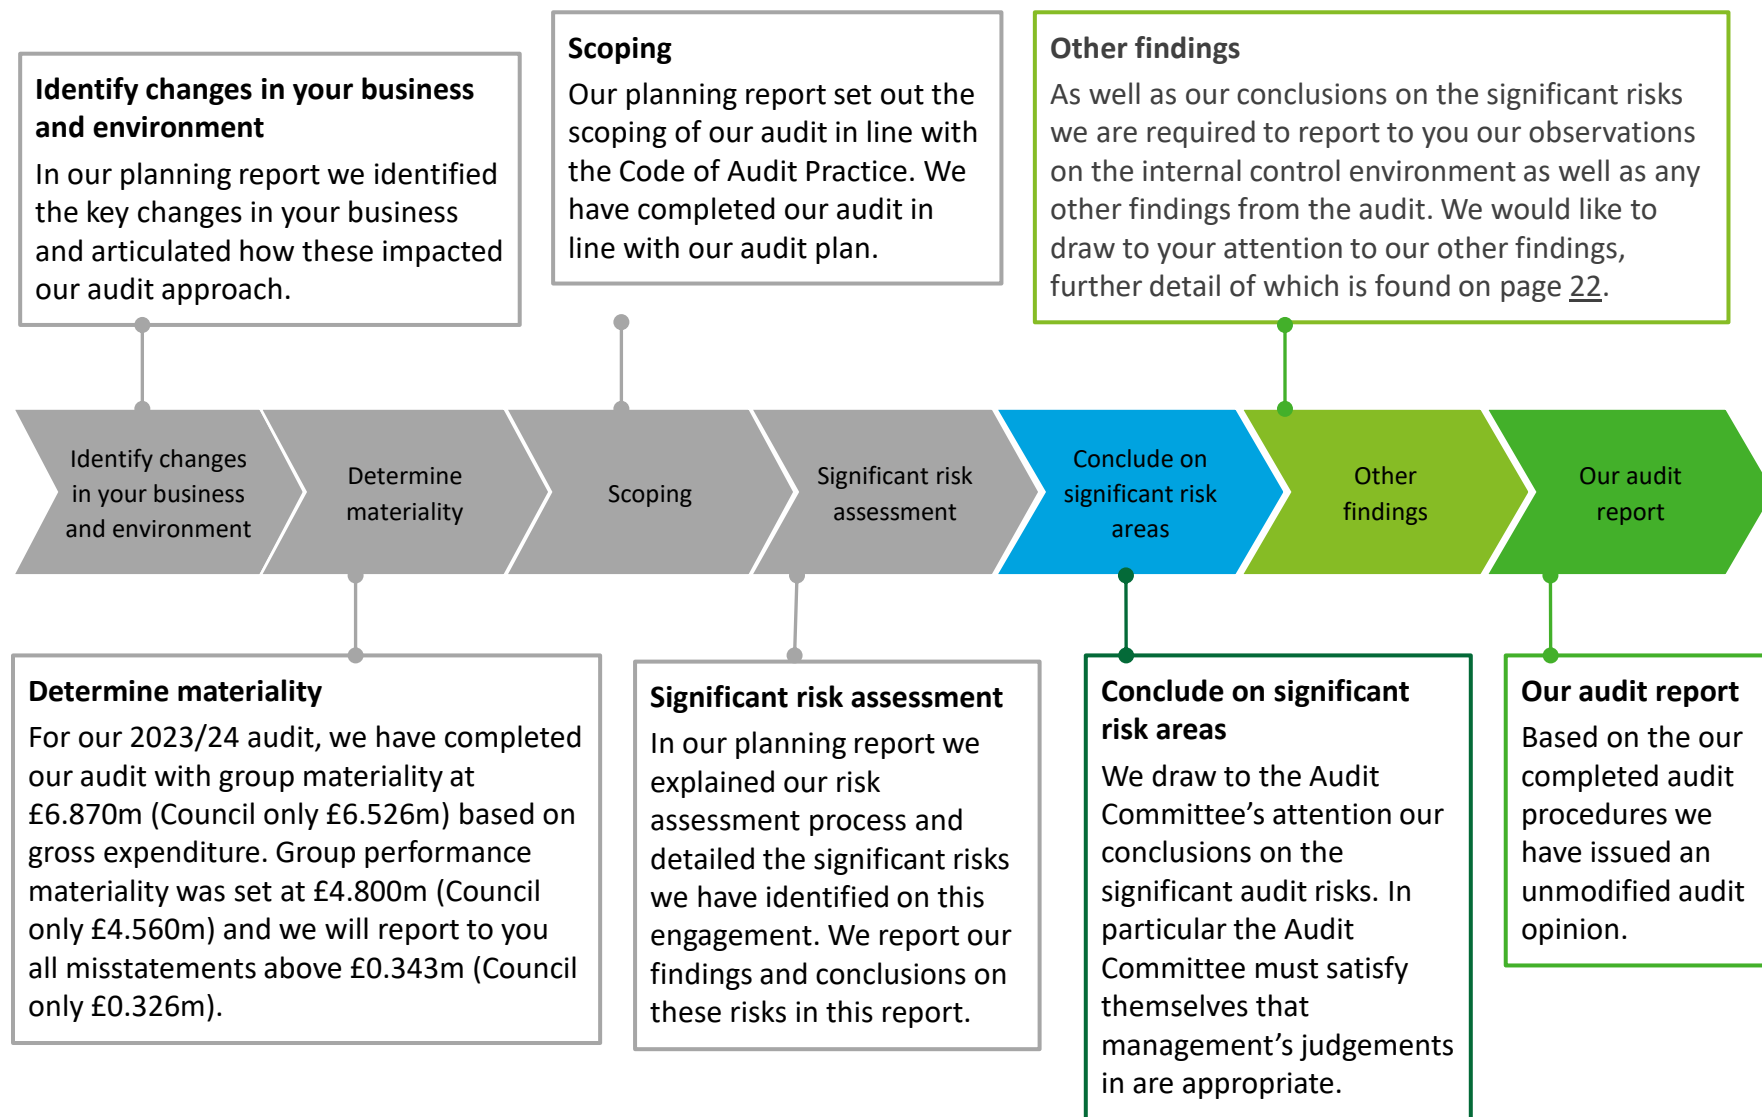 Identify changes in your business
and environment
In our planning report we identified
the key changes in your business
and articulated how these impacted
our audit approach.
Scoping
Our planning report set out the
scoping of our audit in line with
the Code of Audit Practice. We
have completed our audit in
line with our audit plan.
Other findings
As well as our conclusions on the significant risks
we are required to report to you our observations
on the internal control environment as well as any
other findings from the audit. We would like to
draw to your attention to our other findings,
further detail of which is found on page 22.
Identify changes
in your business
and environment
Determine
materiality
Scoping
Significant risk
assessment
Conclude on
significant risk
areas
Other
findings
Our audit
report
Determine materiality
For our 2023/24 audit, we have completed
our audit with group materiality at
£6.870m (Council only £6.526m) based on
gross expenditure. Group performance
materiality was set at £4.800m (Council
only £4.560m) and we will report to you
all misstatements above £0.343m (Council
only £0.326m).
Significant risk assessment
In our planning report we
explained our risk
assessment process and
detailed the significant risks
we have identified on this
engagement. We report our
findings and conclusions on
these risks in this report.
Conclude on significant
risk areas
We draw to the Audit
Committee’s attention our
conclusions on the
significant audit risks. In
particular the Audit
Committee must satisfy
themselves that
management’s judgements
in are appropriate.
Our audit report
Based on the our
completed audit
procedures we
have issued an
unmodified audit
opinion.